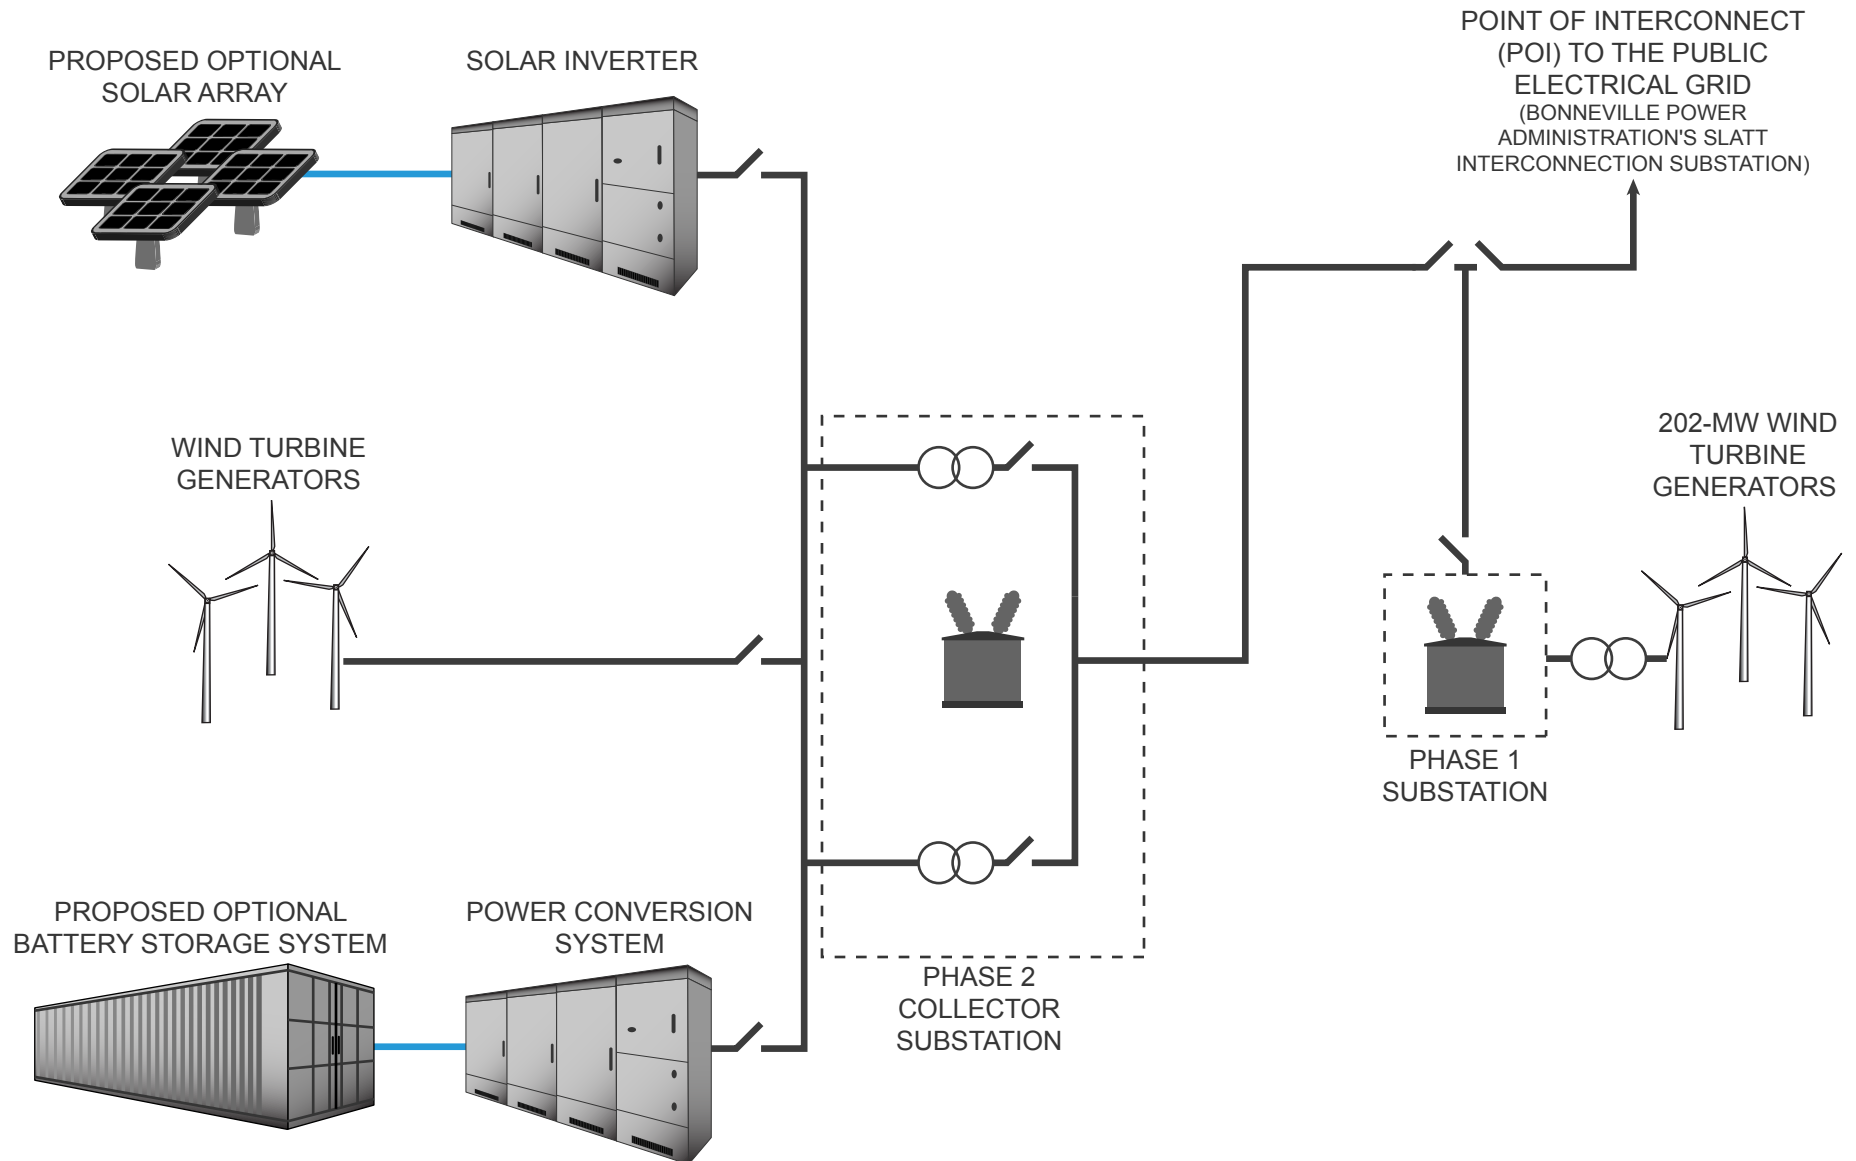 PROPOSED OPTIONAL
SOLAR ARRAY
SOLAR INVERTER
POINT OF INTERCONNECT
(POI) TO THE PUBLIC
ELECTRICAL GRID
(BONNEVILLE POWER
ADMINISTRATION'S SLATT
INTERCONNECTION SUBSTATION)
WIND TURBINE
GENERATORS
202-MW WIND
TURBINE
GENERATORS
PHASE 1
SUBSTATION
PROPOSED OPTIONAL
BATTERY STORAGE SYSTEM
POWER CONVERSION
SYSTEM
PHASE 2
COLLECTOR
SUBSTATION